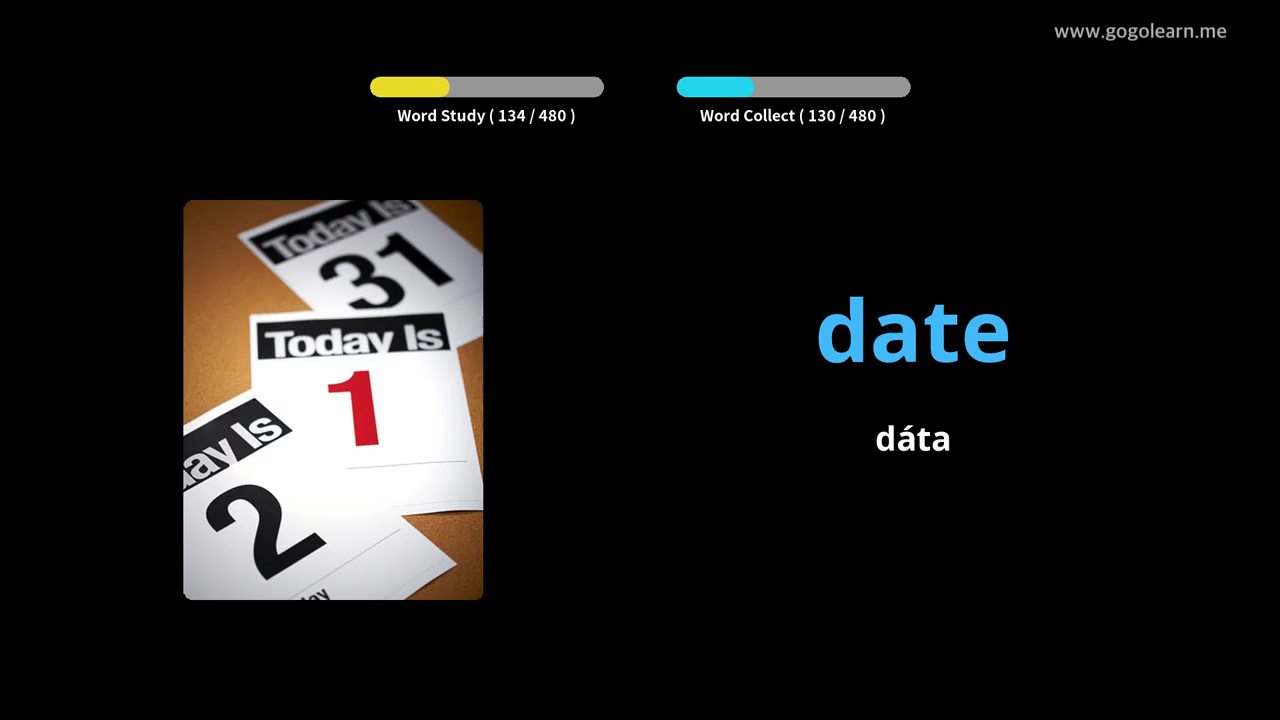 www.gogolearn.me
Word Study ( 134 / 480 )
Word Collect ( 130 / 480 )
Today Is
31
Today Is
1
ay Is
2
ay
date
dáta